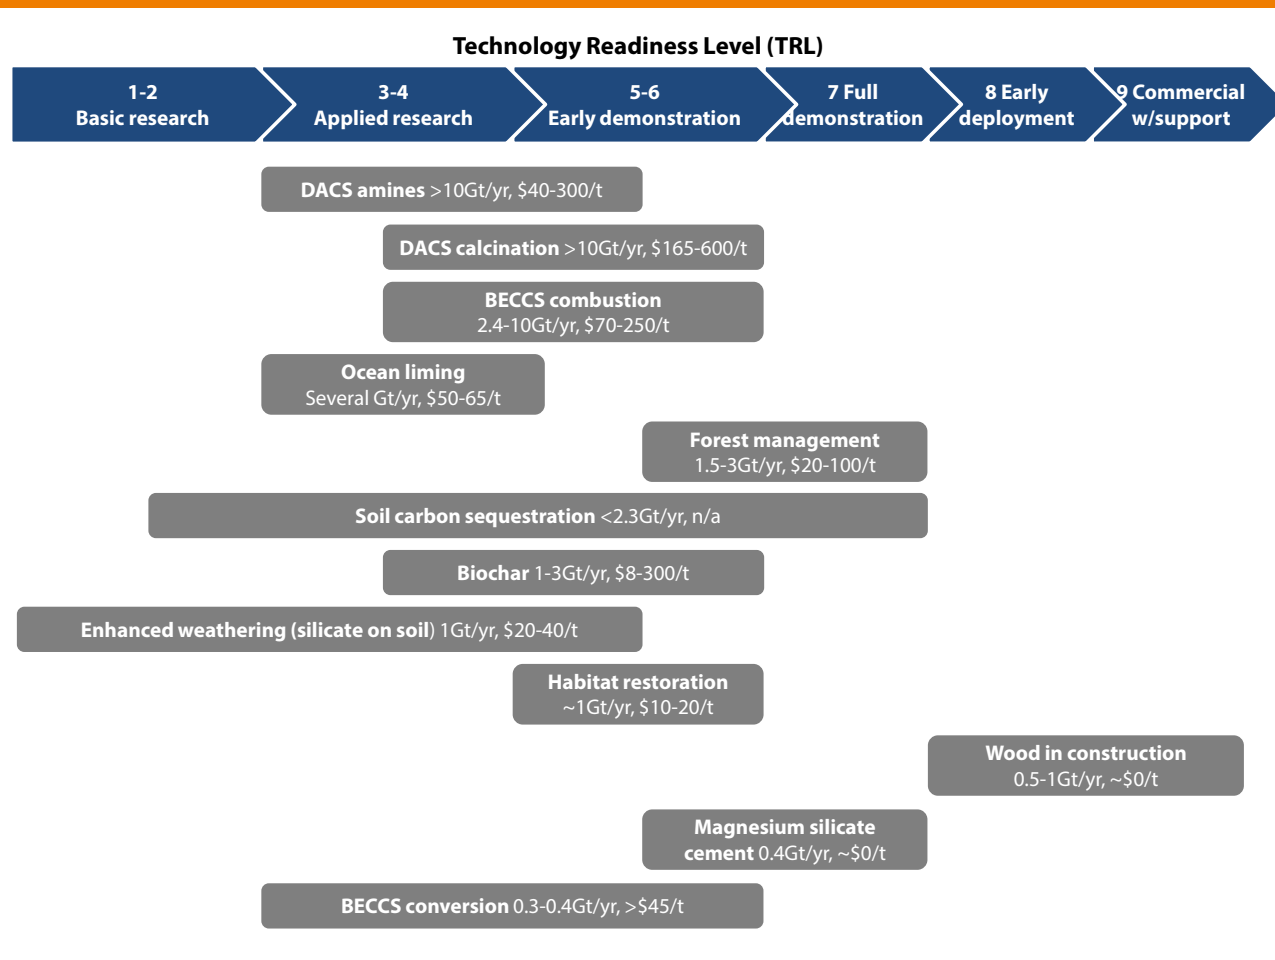 Technology Readiness Level (TRL)
1-2
Basic research
3-4
Applied research
5-6
Early demonstration
7 Full
demonstration
8 Early
deployment
9 Commercial
w/support
DACS amines >10Gt/yr, $40-300/t
DACS calcination >10Gt/yr, $165-600/t
BECCS combustion
2.4-10Gt/yr, $70-250/t
Ocean liming
Several Gt/yr, $50-65/t
Forest management
1.5-3Gt/yr, $20-100/t
Soil carbon sequestration <2.3Gt/yr, n/a
Biochar 1-3Gt/yr, $8-300/t
Enhanced weathering (silicate on soil) 1Gt/yr, $20-40/t
Habitat restoration
~1Gt/yr, $10-20/t
Wood in construction
0.5-1Gt/yr, ~$0/t
Magnesium silicate
cement 0.4Gt/yr, ~$0/t
BECCS conversion 0.3-0.4Gt/yr, >$45/t